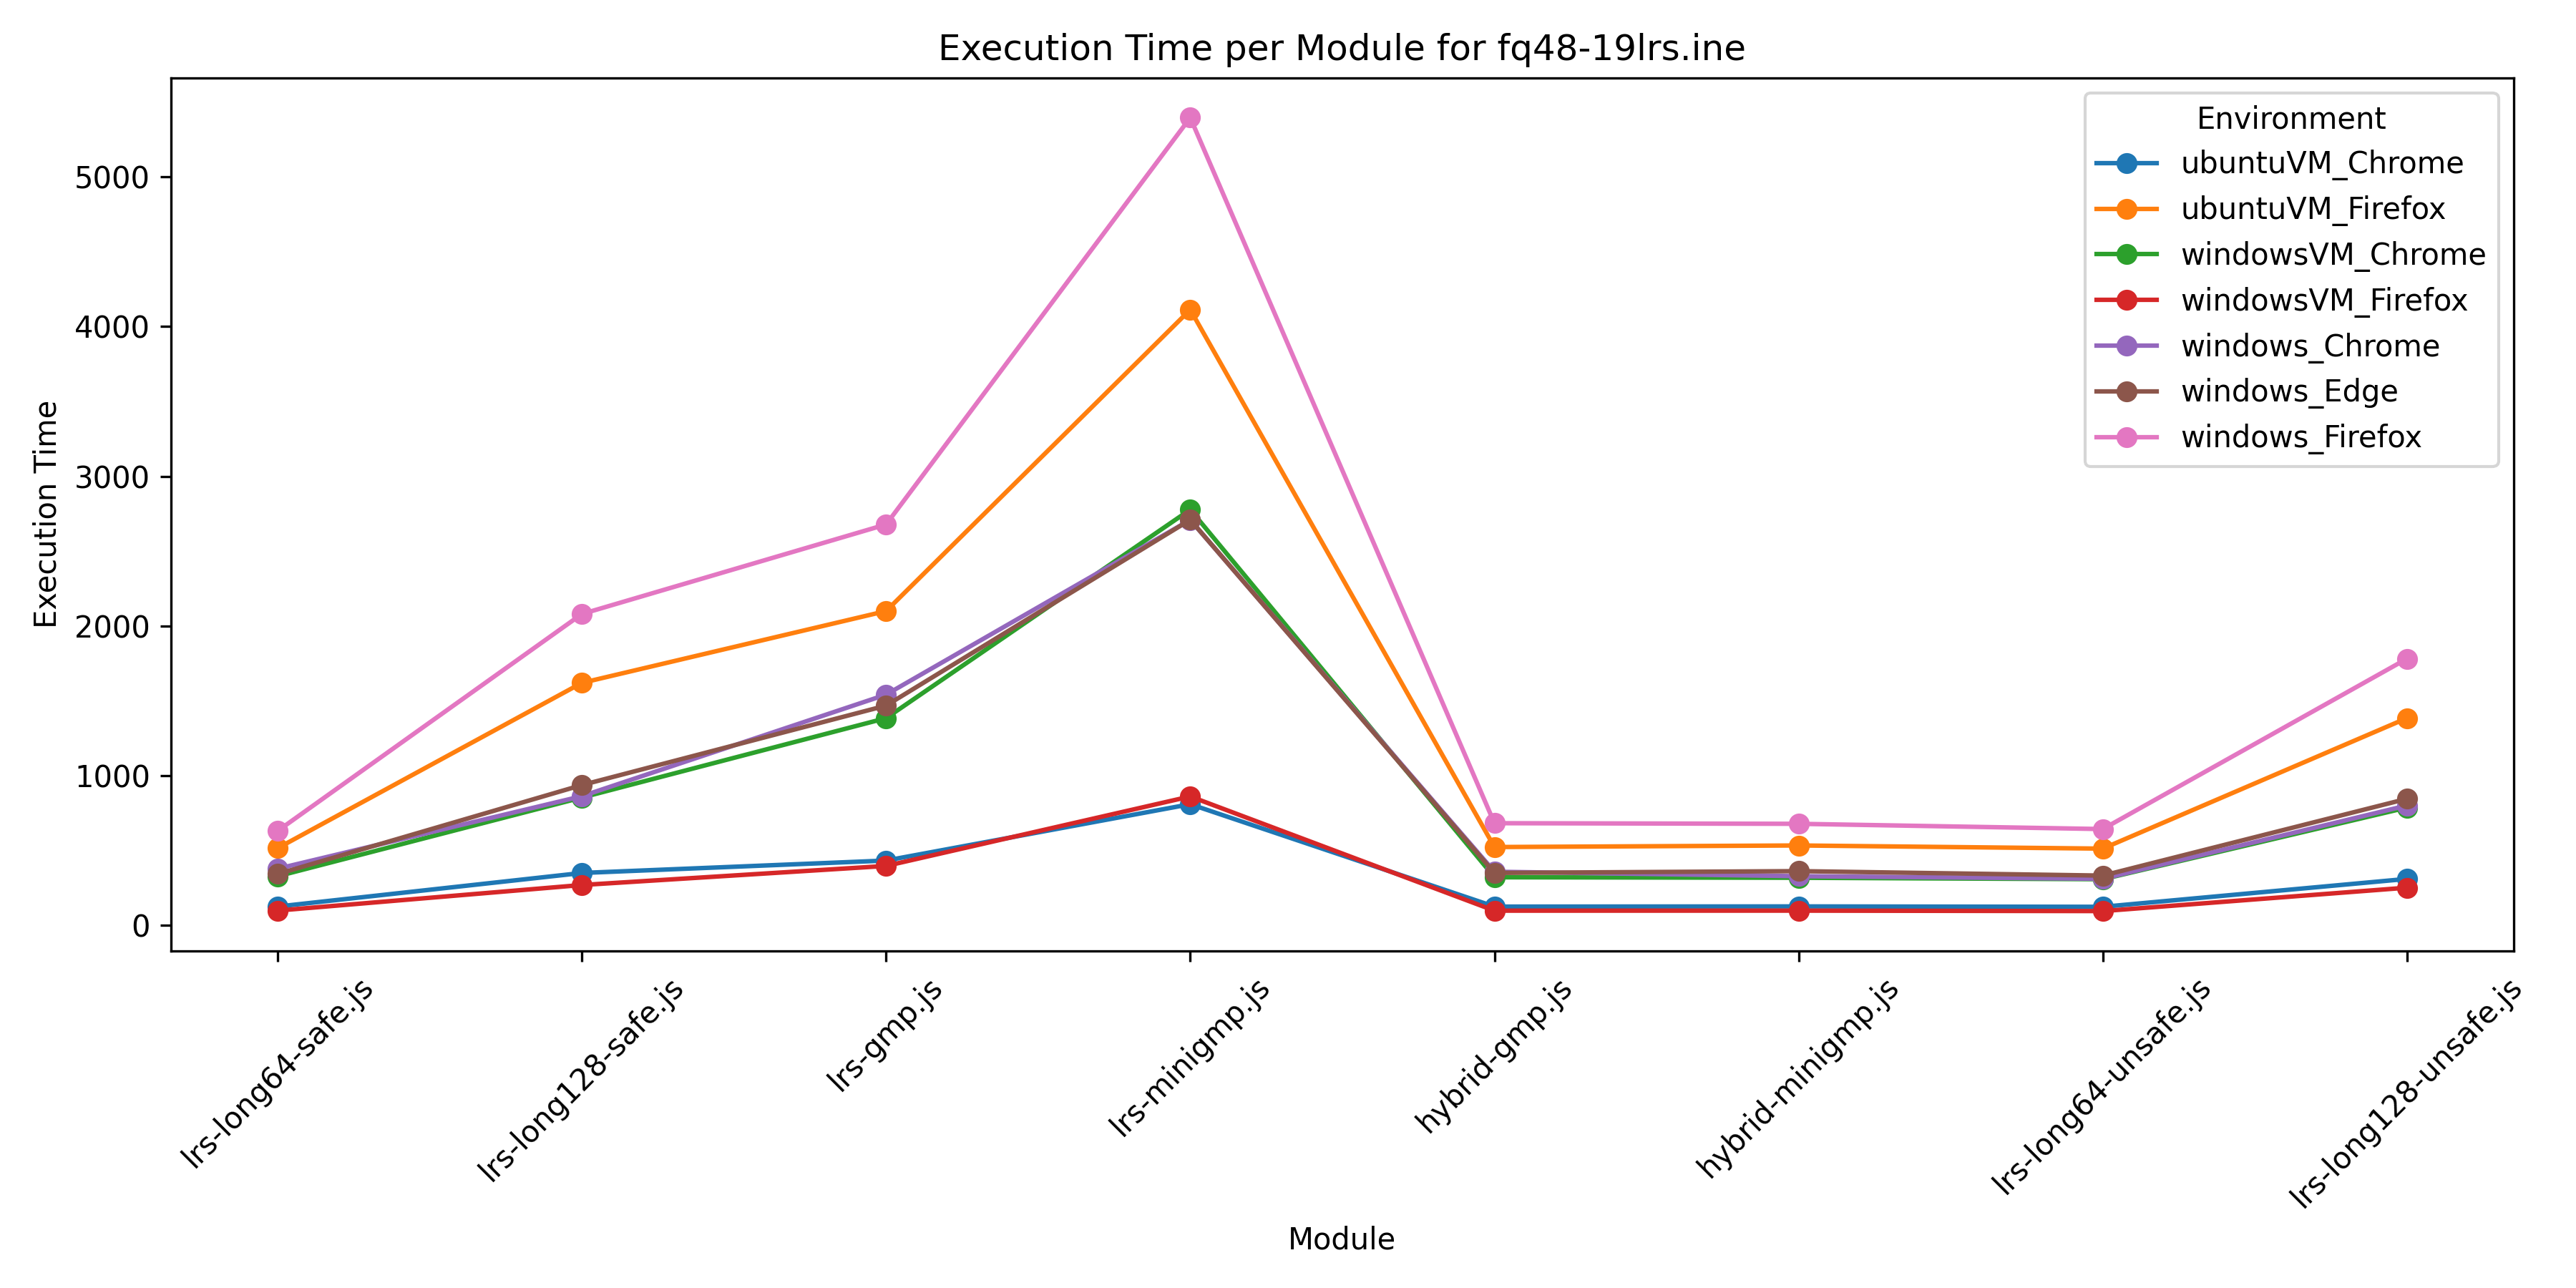 Execution Time per Module for fq48-19lrs.ine
Execution Time
5000
4000
3000
2000
1000
0
Environment
ubuntuVM_Chrome
ubuntuVM_Firefox
windowsVM_Chrome
windowsVM_Firefox
windows_Chrome
windows_Edge
windows_Firefox
lrs-long64-safe.js
lrs-long128-safe.js
lrs-gmp.js
lrs-minigmp.js
hybrid-gmp.js
hybrid-minigmp.js
lrs-long64-unsafe.js
lrs-long128-unsafe.js
Module